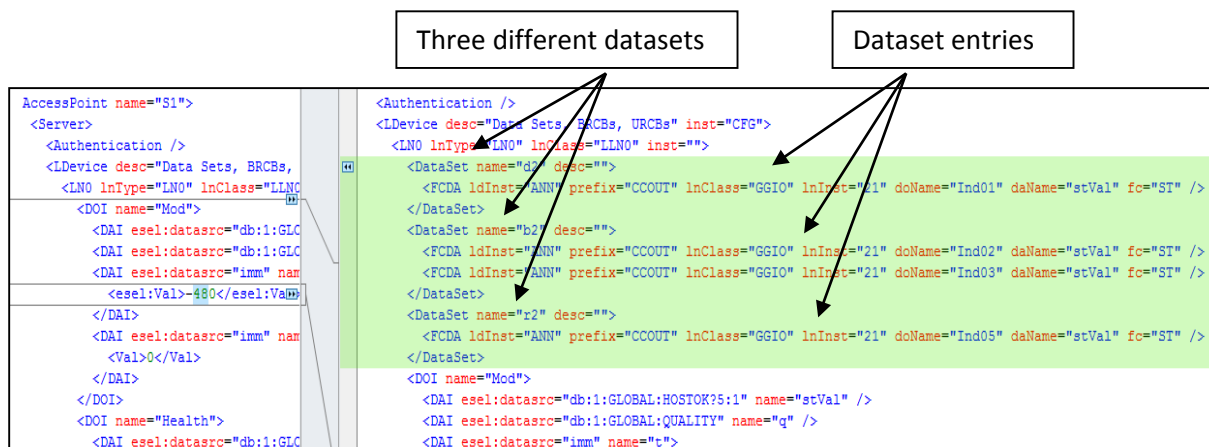 Three different datasets
Dataset entries
AccessPoint name="S1">
<Server>
<Authentication />
<LDevice desc="Data Sets, BRCBs,
<LN0 lnType="LN0" lnClass="LLN0
<DOI name="Mod">
<DAI esel:datasrc="db:1:GLO
<DAI esel:datasrc="db:1:GLO
<DAI esel:datasrc="imm" nam
<esel:Val>-480</esel:Va
</DAI>
<DAI esel:datasrc="imm" nam
<Val>0</Val>
</DAI>
</DOI>
<DOI name="Health">
<DAI esel:datasrc="db:1:GLO
<Authentication />
<LDevice desc="Data Sets, BRCBs, URCBs" inst="CFG">
<LN0 lnType="LN0" lnClass="LLN0" inst="">
<DataSet name="d2" desc="">
<FCDA ldInst="ANN" prefix="CCOUT" lnClass="GGIO" lnInst="21" doName="Ind01" daName="stVal" fc="ST" />
</DataSet>
<DataSet name="b2" desc="">
<FCDA ldInst="ANN" prefix="CCOUT" lnClass="GGIO" lnInst="21" doName="Ind02" daName="stVal" fc="ST" />
<FCDA ldInst="ANN" prefix="CCOUT" lnClass="GGIO" lnInst="21" doName="Ind03" daName="stVal" fc="ST" />
</DataSet>
<DataSet name="r2" desc="">
<FCDA ldInst="ANN" prefix="CCOUT" lnClass="GGIO" lnInst="21" doName="Ind05" daName="stVal" fc="ST" />
</DataSet>
<DOI name="Mod">
<DAI esel:datasrc="db:1:GLOBAL:HOSTOK?5:1" name="stVal" />
<DAI esel:datasrc="db:1:GLOBAL:QUALITY" name="q" />
<DAI esel:datasrc="imm" name="t">